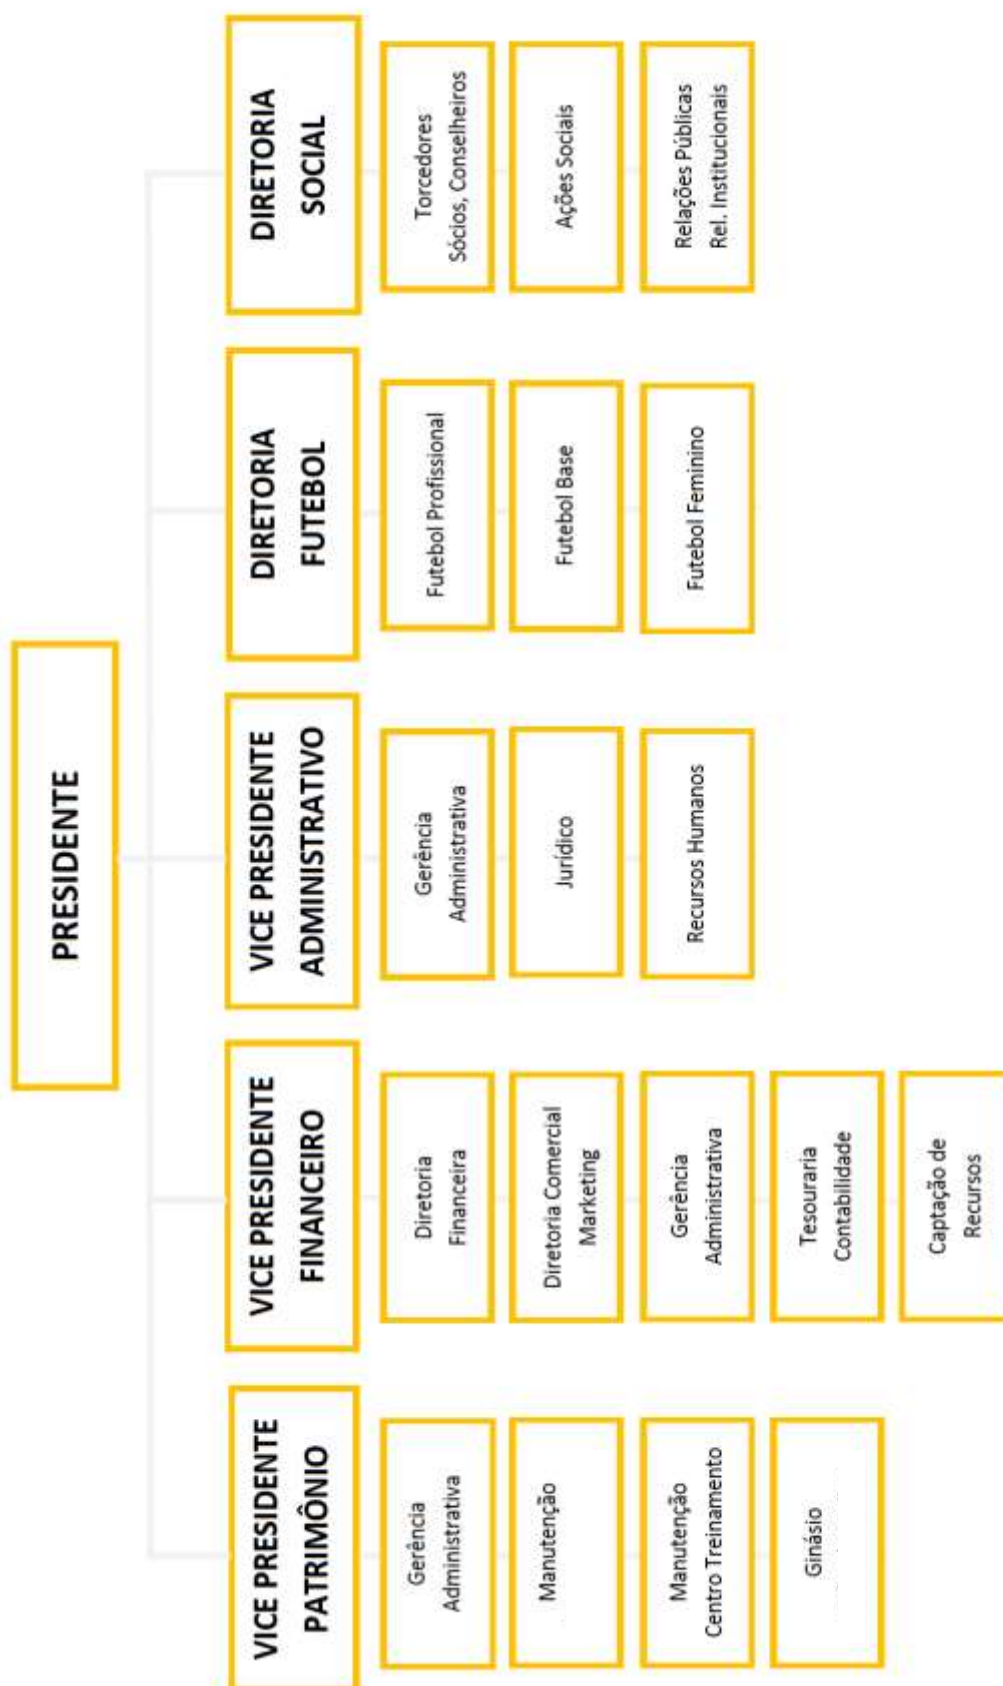 PRESIDENTE
VICE PRESIDENTE
PATRIMÔNIO
Gerência
Administrativa
Manutenção
Manutenção
Centro Treinamento
Ginásio
VICE PRESIDENTE
FINANCEIRO
Diretoria
Financeira
Diretoria Comercial
Marketing
Gerência
Administrativa
Tesouraria
Contabilidade
Captação de
Recursos
VICE PRESIDENTE
ADMINISTRATIVO
Gerência
Administrativa
Jurídico
Recursos Humanos
DIRETORIA
FUTEBOL
Futebol Profissional
Futebol Base
Futebol Feminino
DIRETORIA
SOCIAL
Torcedores
Sócios, Conselheiros
Ações Sociais
Relações Públicas
Rel. Institucionais